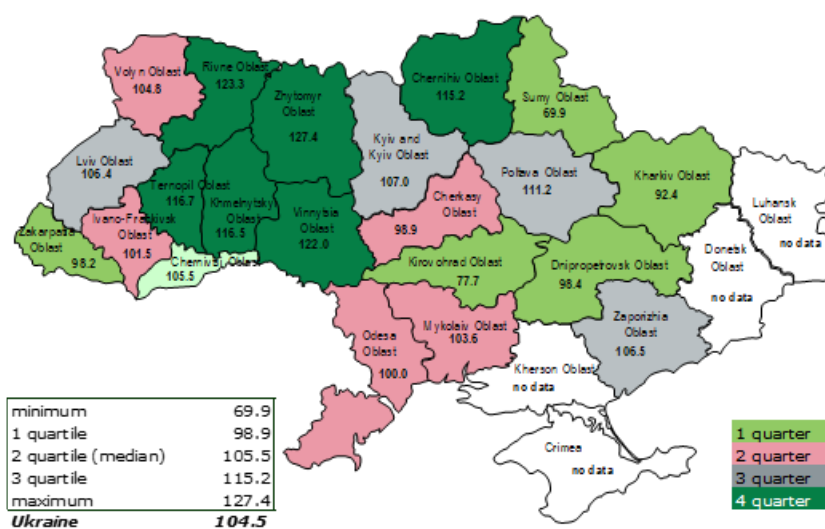 Volyn Oblast
104.8
Rivne Oblast
123.3
Zhytomyr
Oblast
127.4
Chernihiv Oblast
115.2
Sumy Oblast
69.9
Kyiv and
Kyiv Oblast
107.0
Lviv Oblast
106.4
Ternopil Oblast
116.7
Khmelnytsky
Oblast
116.5
Vinnytsia
Oblast
122.0
Cherkasy
Oblast
98.9
Poltava Oblast
111.2
Kharkiv Oblast
92.4
Luhansk
Oblast
no data
Donetsk
Oblast
no data
Zakarpattia
Oblast
98.2
Ivano-Frankivsk
Oblast
101.5
Chernivtsi Oblast
105.5
Kirovohrad Oblast
77.7
Dnipropetrovsk Oblast
98.4
Zaporizhia
Oblast
106.5
Odesa
Oblast
100.0
Mykolaiv Oblast
103.6
Kherson Oblast
no data
Crimea
no data
minimum 69.9
1 quartile 98.9
2 quartile (median) 105.5
3 quartile 115.2
maximum 127.4
Ukraine 104.5
1 quarter
2 quarter
3 quarter
4 quarter